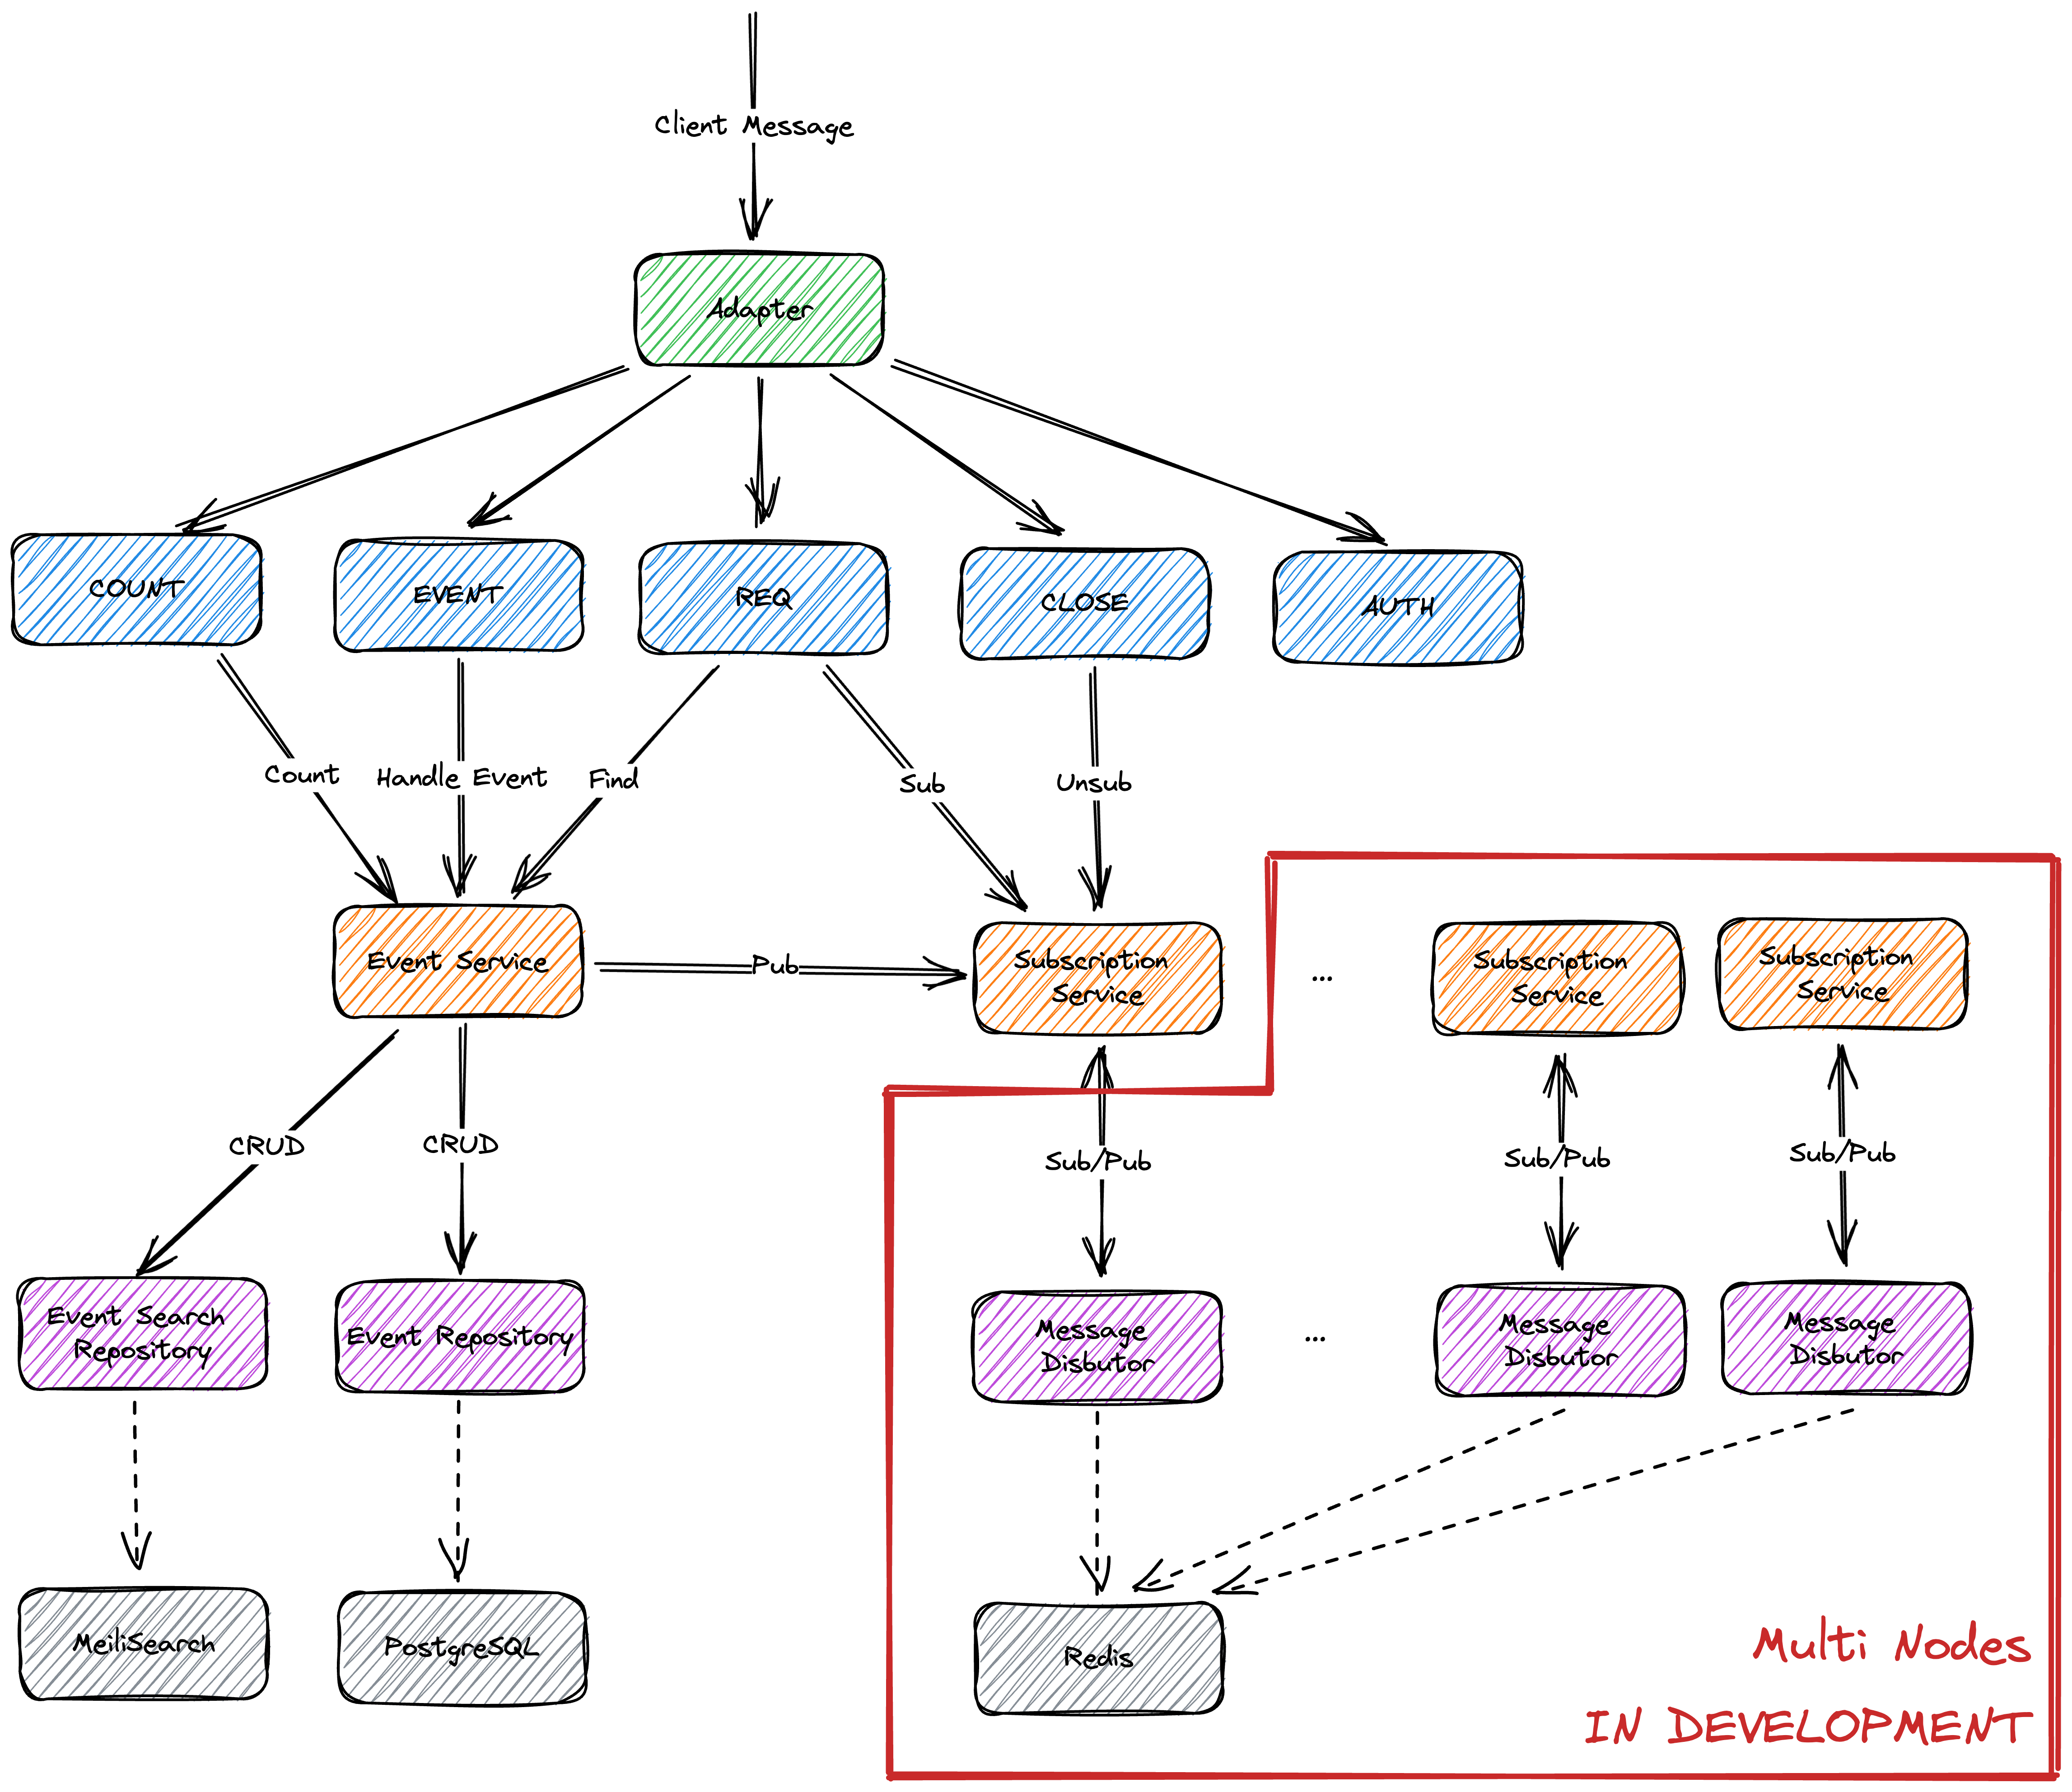 Client Message
Adapter
COUNT
EVENT
REQ
CLOSE
AUTH
Count
Handle Event
Find
Sub
Unsub
Event Service
Pub
Subscription
Service
...
Subscription
Service
Subscription
Service
CRUD
CRUD
Sub/Pub
Sub/Pub
Sub/Pub
Event Search
Repository
Event Repository
Message
Disbutor
...
Message
Disbutor
Message
Disbutor
MeiliSearch
PostgreSQL
Redis
Multi Nodes
IN DEVELOPMENT